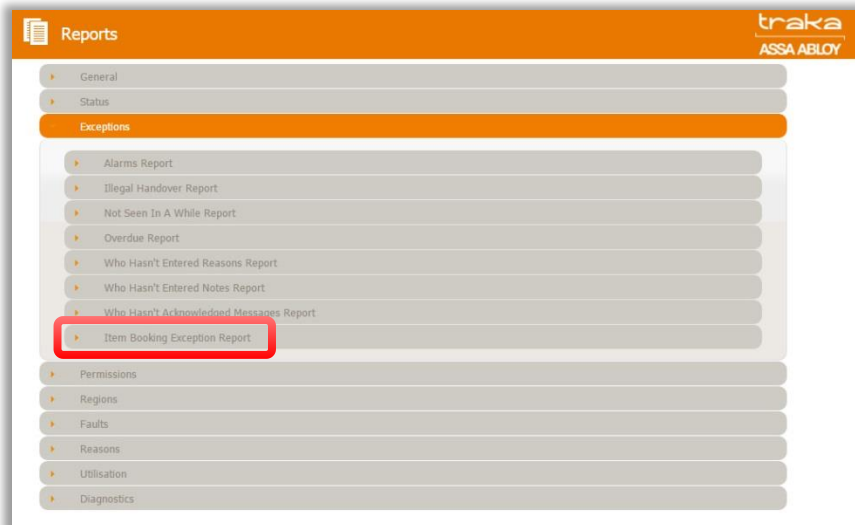 Reports
traka
ASSA ABLOY
General
Status
Exceptions
Alarms Report
Illegal Handover Report
Not Seen In A While Report
Overdue Report
Who Hasn't Entered Reasons Report
Who Hasn't Entered Notes Report
Who Hasn't Acknowledged Messages Report
Item Booking Exception Report
Permissions
Regions
Faults
Reasons
Utilisation
Diagnostics